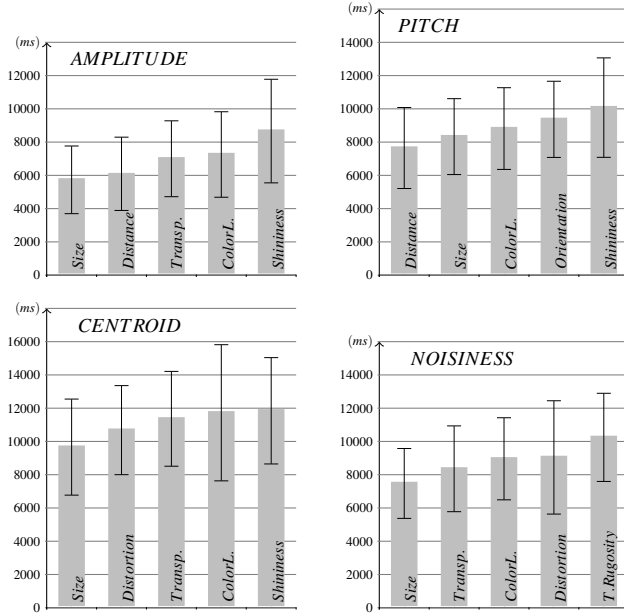 (ms)
AMPLITUDE
12000
10000
8000
6000
4000
2000
0
Size
Distance
Transp.
ColorL.
Shininess
(ms)
PITCH
14000
12000
10000
8000
6000
4000
2000
0
Distance
Size
ColorL.
Orientation
Shininess
(ms)
CENTROID
16000
14000
12000
10000
8000
6000
4000
2000
0
Size
Distortion
Transp.
ColorL.
Shininess
(ms)
NOISINESS
14000
12000
10000
8000
6000
4000
2000
0
Size
Transp.
ColorL.
Distortion
T.Rugosity